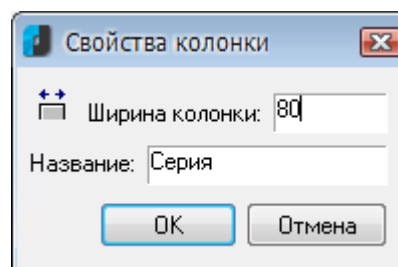 Свойства колонки
Ширина колонки: 80
Название: Серия
OK Отмена